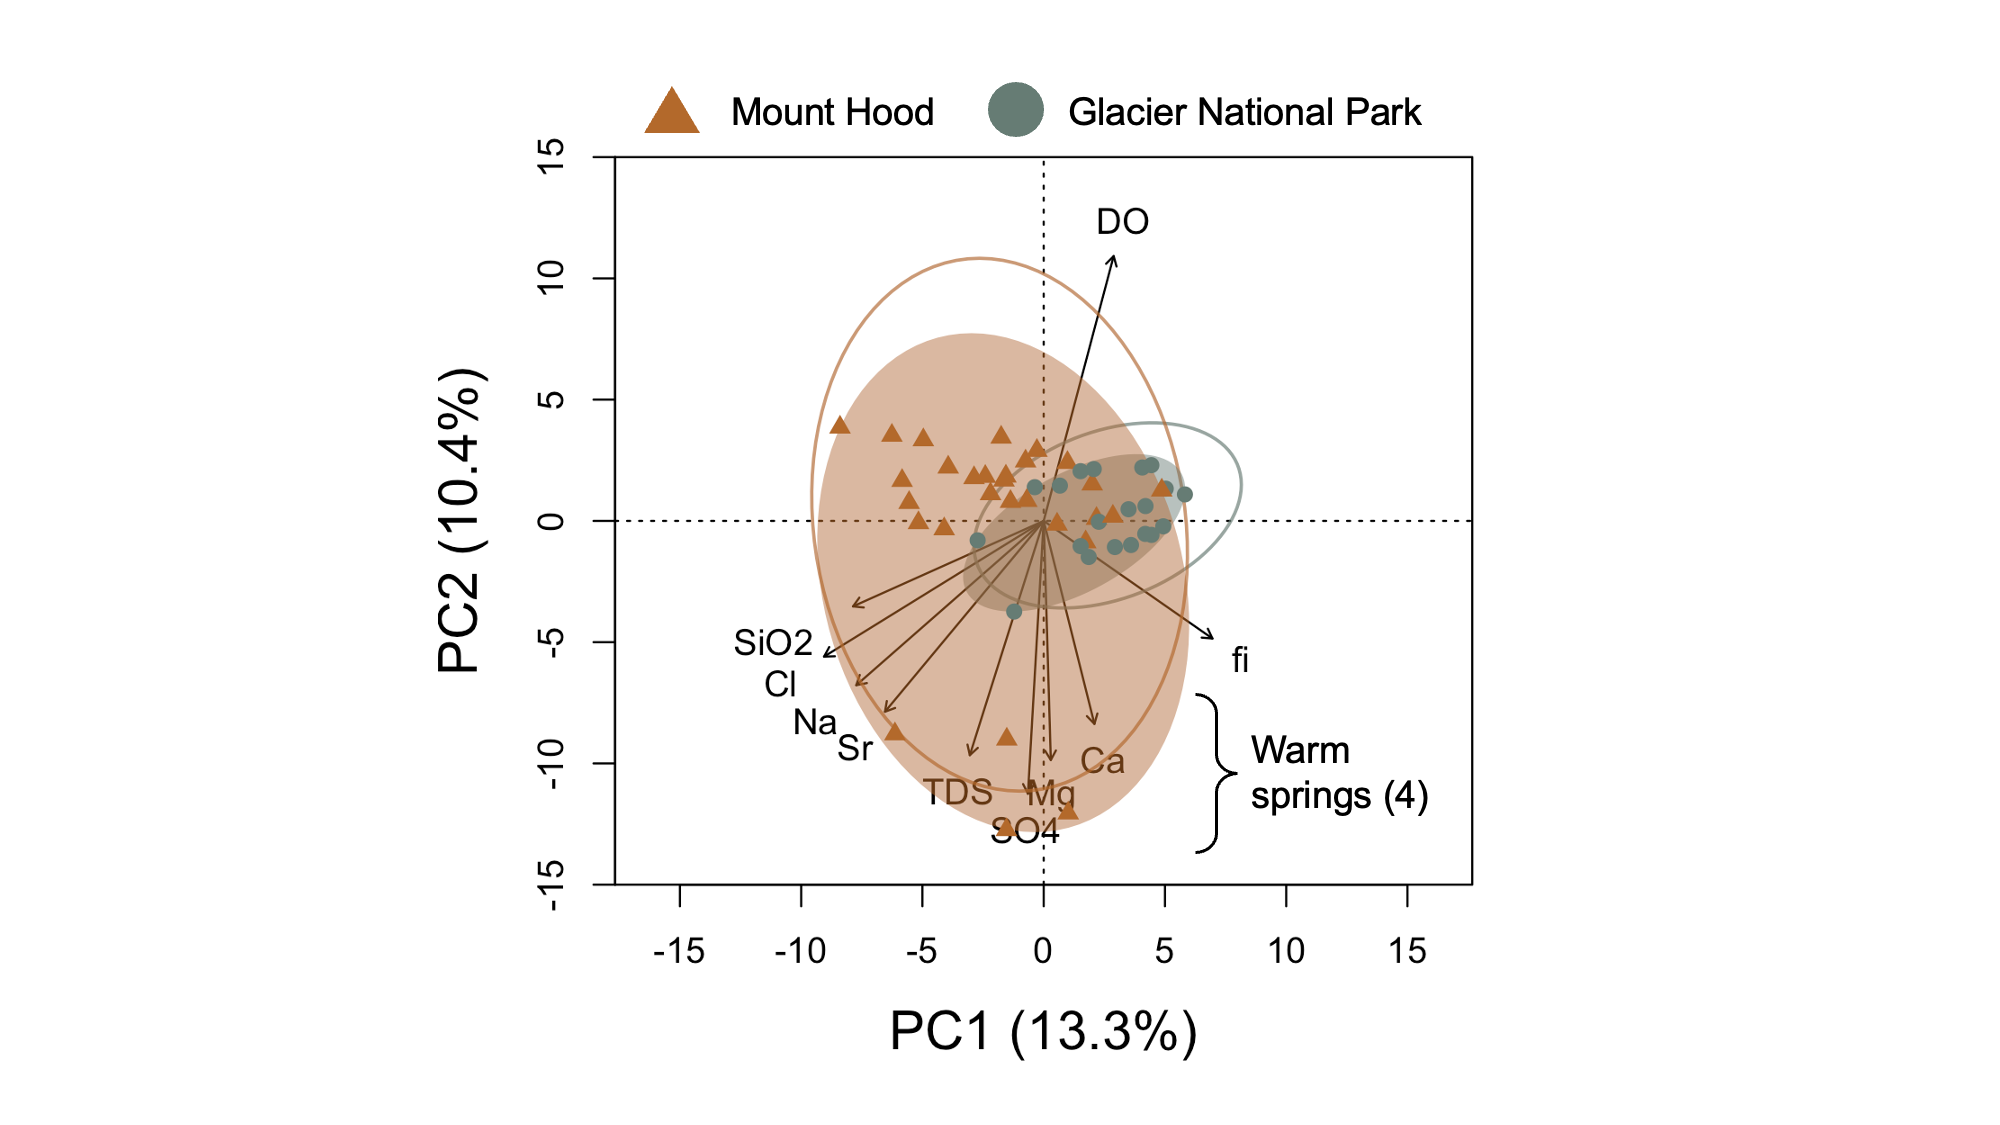 Mount Hood
Glacier National Park
15
10
5
0
-5
-10
-15
PC2 (10.4%)
DO
SiO2
Cl
Na
Sr
TDS
Mg
SO4
Ca
fi
Warm
springs (4)
-15
-10
-5
0
5
10
15
PC1 (13.3%)